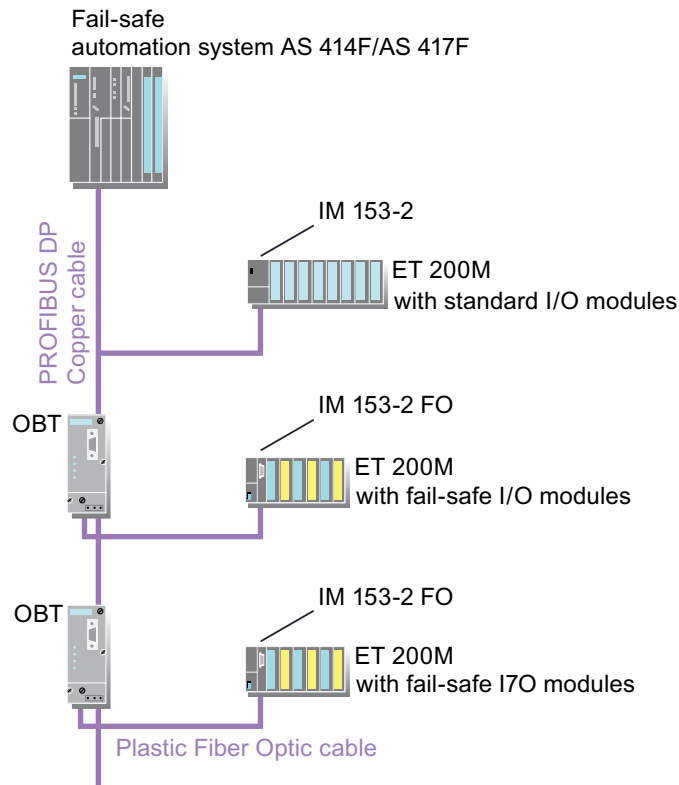 Fail-safe
automation system AS 414F/AS 417F
IM 153-2
ET 200M
with standard I/O modules
PROFIBUS DP
Copper cable
OBT
IM 153-2 FO
ET 200M
with fail-safe I/O modules
OBT
IM 153-2 FO
ET 200M
with fail-safe I7O modules
Plastic Fiber Optic cable